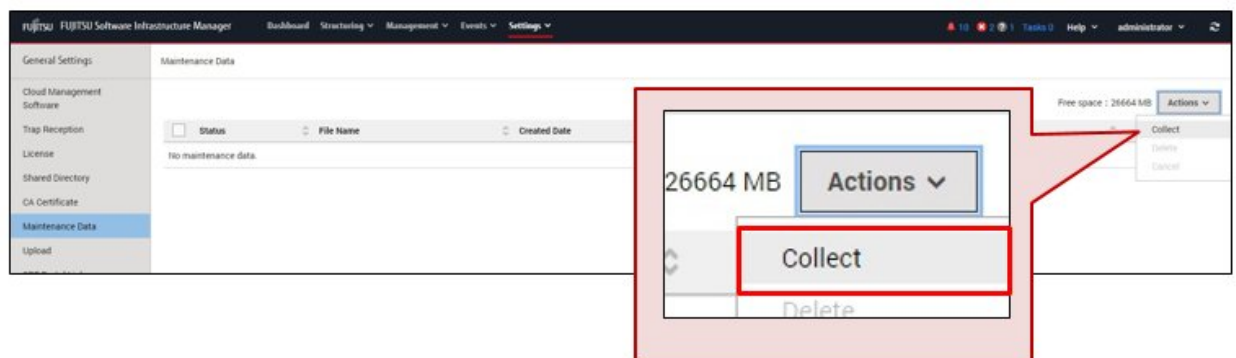 FUJITSU FUJITSU Software Infrastructure Manager Dashboard Structuring Management Events Settings 10 2 1 Tasks 0 Help administrator
General Settings Maintenance Data
Cloud Management
Software
Free space : 26664 MB Actions
Trap Reception
Status File Name Created Date
Collect
License
No maintenance data.
Delete
Shared Directory
Cancel
CA Certificate
Maintenance Data
Upload
26664 MB Actions
Collect
Delete